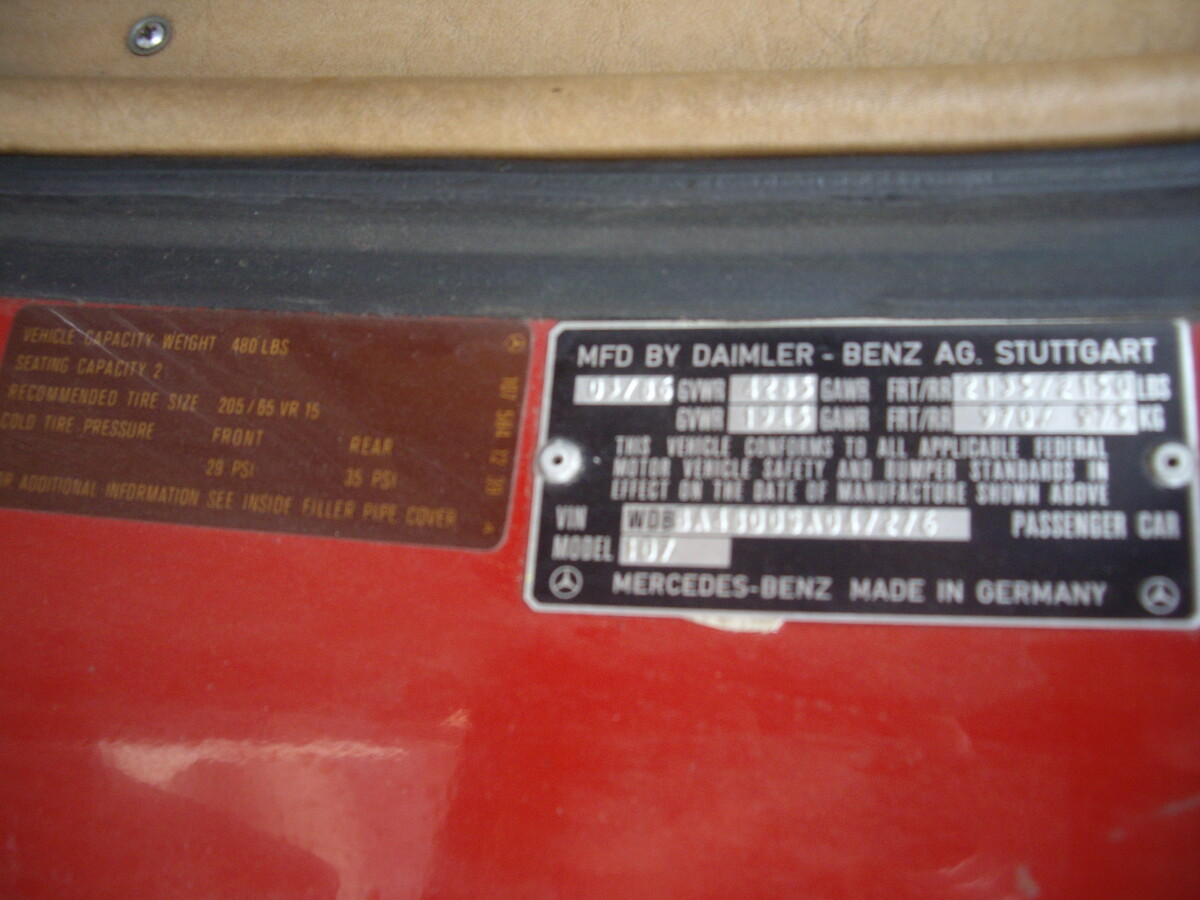 VEHICLE CAPACITY WEIGHT 480 LBS
SEATING CAPACITY 2
RECOMMENDED TIRE SIZE 205/65 VR 15
COLD TIRE PRESSURE FRONT REAR
29 PSI 35 PSI
OR ADDITIONAL INFORMATION SEE INSIDE FILLER PIPE COVER
MFD BY DAIMLER - BENZ AG. STUTTGART
03/86 GVWR GAWR FRT/RR LBS
GVWR GAWR FRT/RR KG
THIS VEHICLE CONFORMS TO ALL APPLICABLE FEDERAL
MOTOR VEHICLE SAFETY AND BUMPER STANDARDS IN
EFFECT ON THE DATE OF MANUFACTURE SHOWN ABOVE
VIN PASSENGER CAR
MODEL 107
MERCEDES-BENZ MADE IN GERMANY